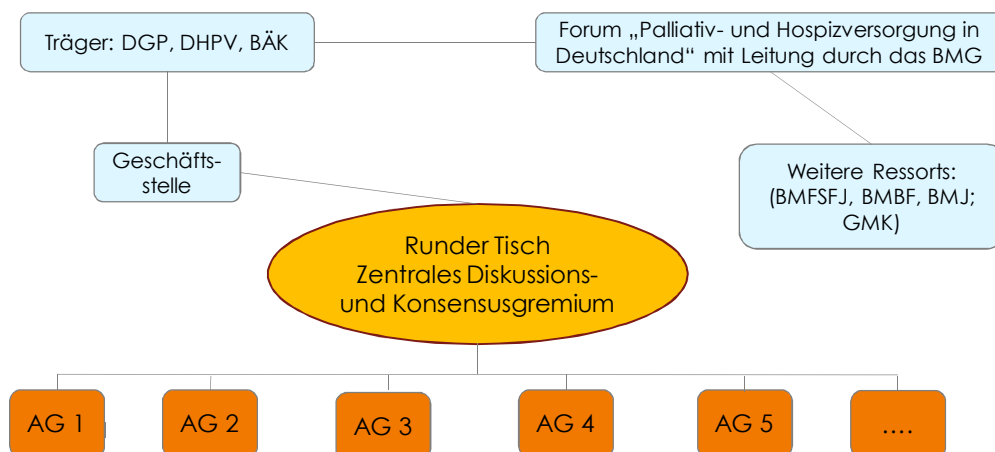 Träger: DGP, DHPV, BÄK
Forum „Palliativ- und Hospizversorgung in
Deutschland“ mit Leitung durch das BMG
Geschäfts-
stelle
Weitere Ressorts:
(BMFSFJ, BMBF, BMJ;
GMK)
Runder Tisch
Zentrales Diskussions-
und Konsensusgremium
AG 1
AG 2
AG 3
AG 4
AG 5
....